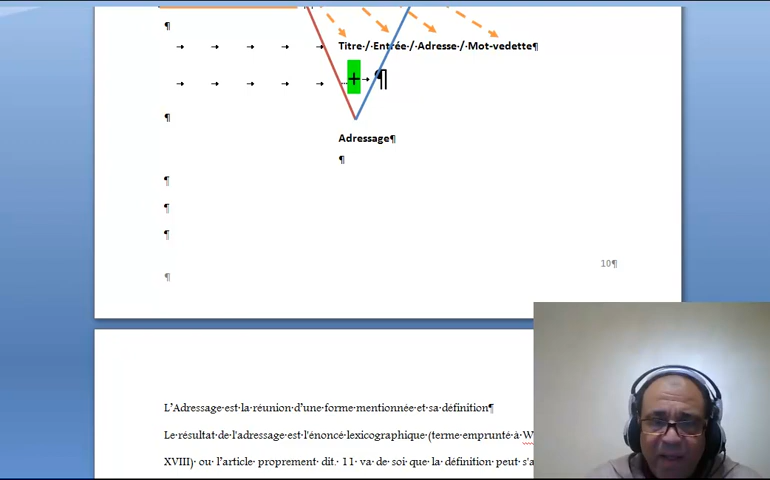 Titre / Entrée / Adresse / Mot-vedette
+
Adressage
10
L'Adressage est la réunion d'une forme mentionnée et sa définition
Le résultat de l'adressage est l'énoncé lexicographique (terme emprunté à
XVIII) ou l'article proprement dit. 11 va de soi que la définition peut